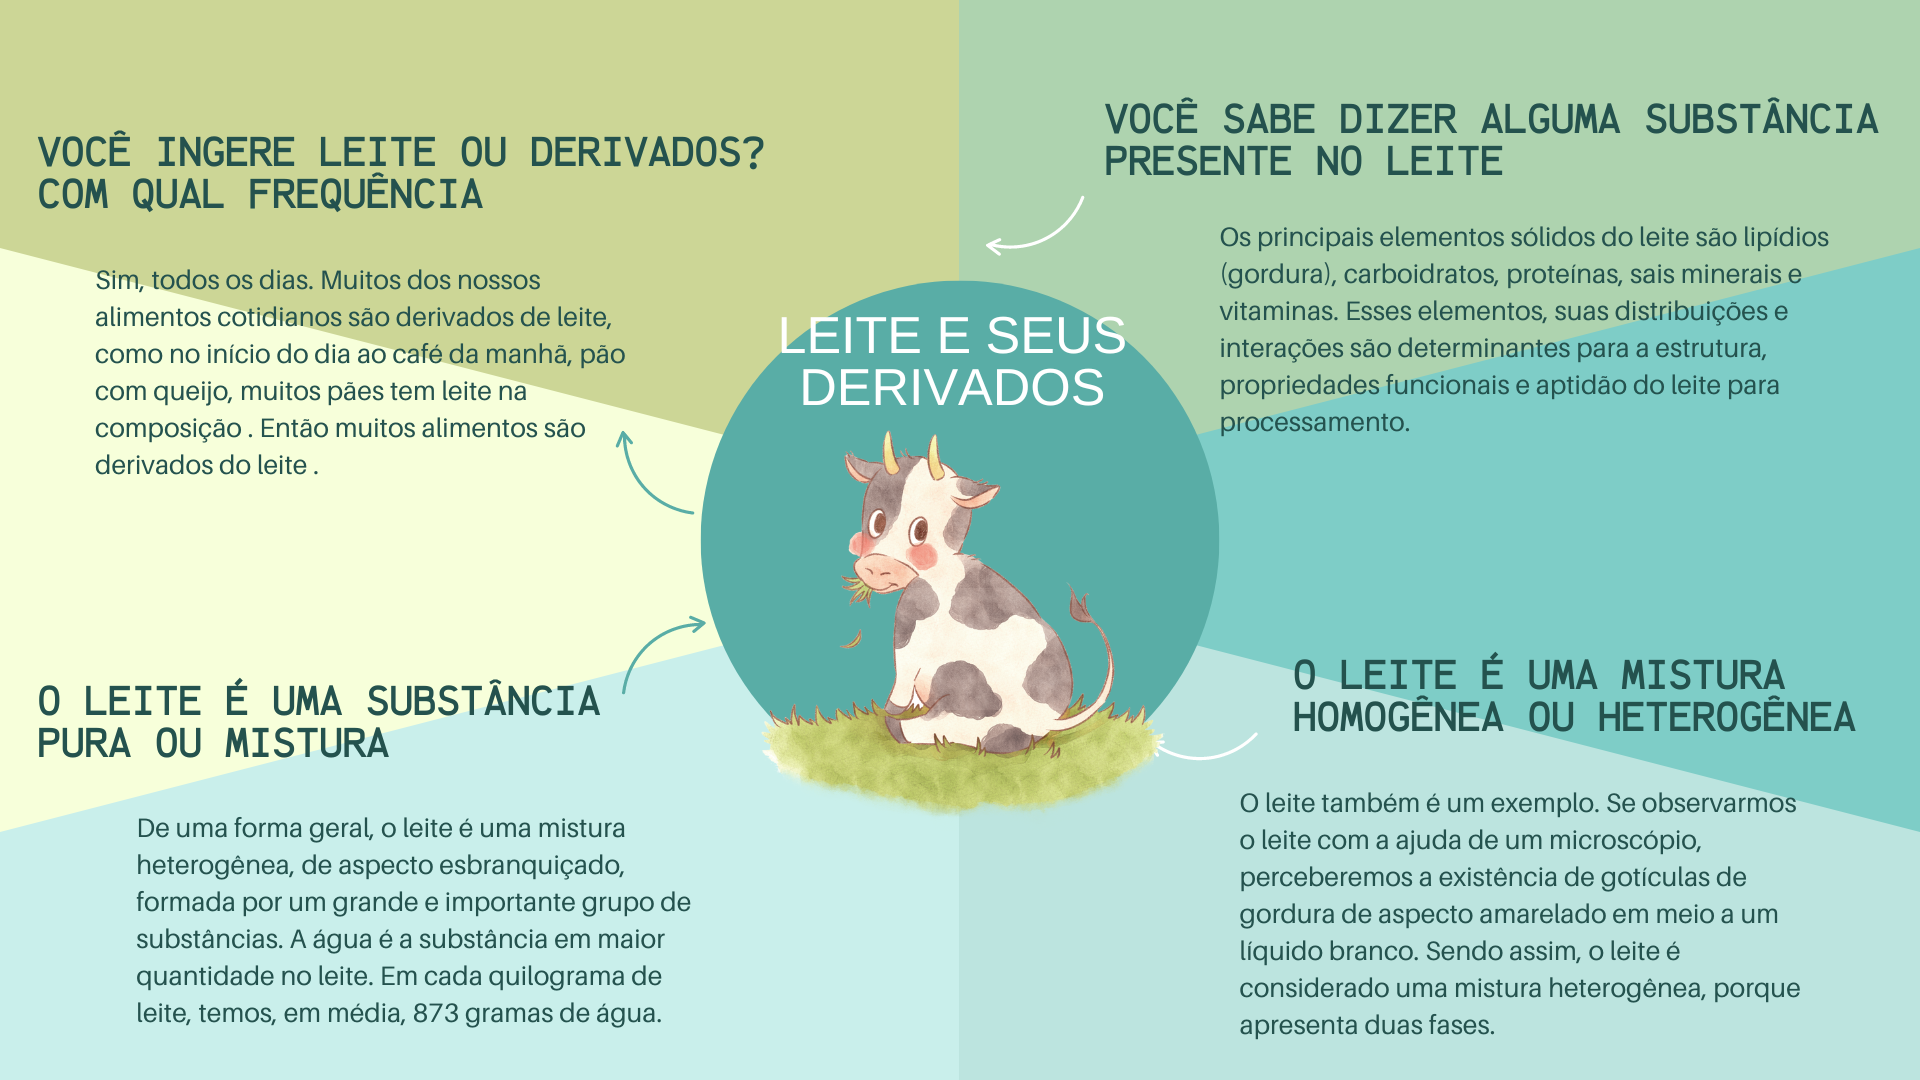 VOCÊ INGERE LEITE OU DERIVADOS?
COM QUAL FREQUÊNCIA
Sim, todos os dias. Muitos dos nossos
alimentos cotidianos são derivados de leite,
como no início do dia ao café da manhã, pão
com queijo, muitos pães tem leite na
composição . Então muitos alimentos são
derivados do leite .
VOCÊ SABE DIZER ALGUMA SUBSTÂNCIA
PRESENTE NO LEITE
Os principais elementos sólidos do leite são lipídios
(gordura), carboidratos, proteínas, sais minerais e
vitaminas. Esses elementos, suas distribuições e
interações são determinantes para a estrutura,
propriedades funcionais e aptidão do leite para
processamento.
LEITE E SEUS
DERIVADOS
O LEITE É UMA SUBSTÂNCIA
PURA OU MISTURA
De uma forma geral, o leite é uma mistura
heterogênea, de aspecto esbranquiçado,
formada por um grande e importante grupo de
substâncias. A água é a substância em maior
quantidade no leite. Em cada quilograma de
leite, temos, em média, 873 gramas de água.
O LEITE É UMA MISTURA
HOMOGÊNEA OU HETEROGÊNEA
O leite também é um exemplo. Se observarmos
o leite com a ajuda de um microscópio,
perceberemos a existência de gotículas de
gordura de aspecto amarelado em meio a um
líquido branco. Sendo assim, o leite é
considerado uma mistura heterogênea, porque
apresenta duas fases.